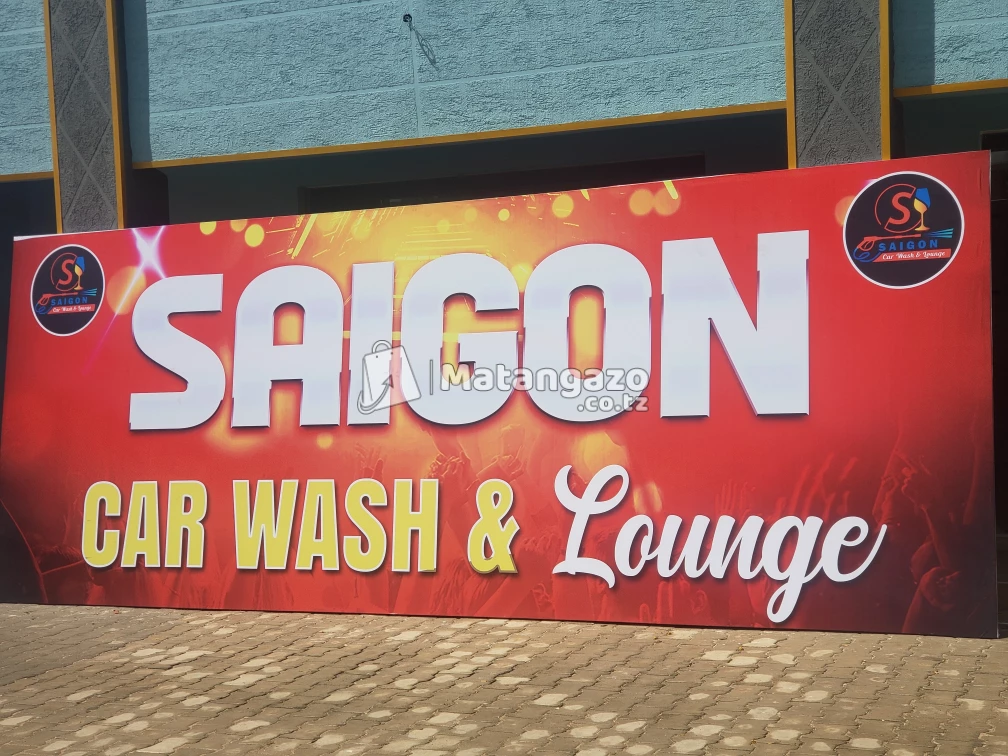 S
SAIGON
Car Wash & Lounge
S
SAIGON
Car Wash & Lounge
SAIGON
Matangazo
.co.tz
CAR WASH & Lounge